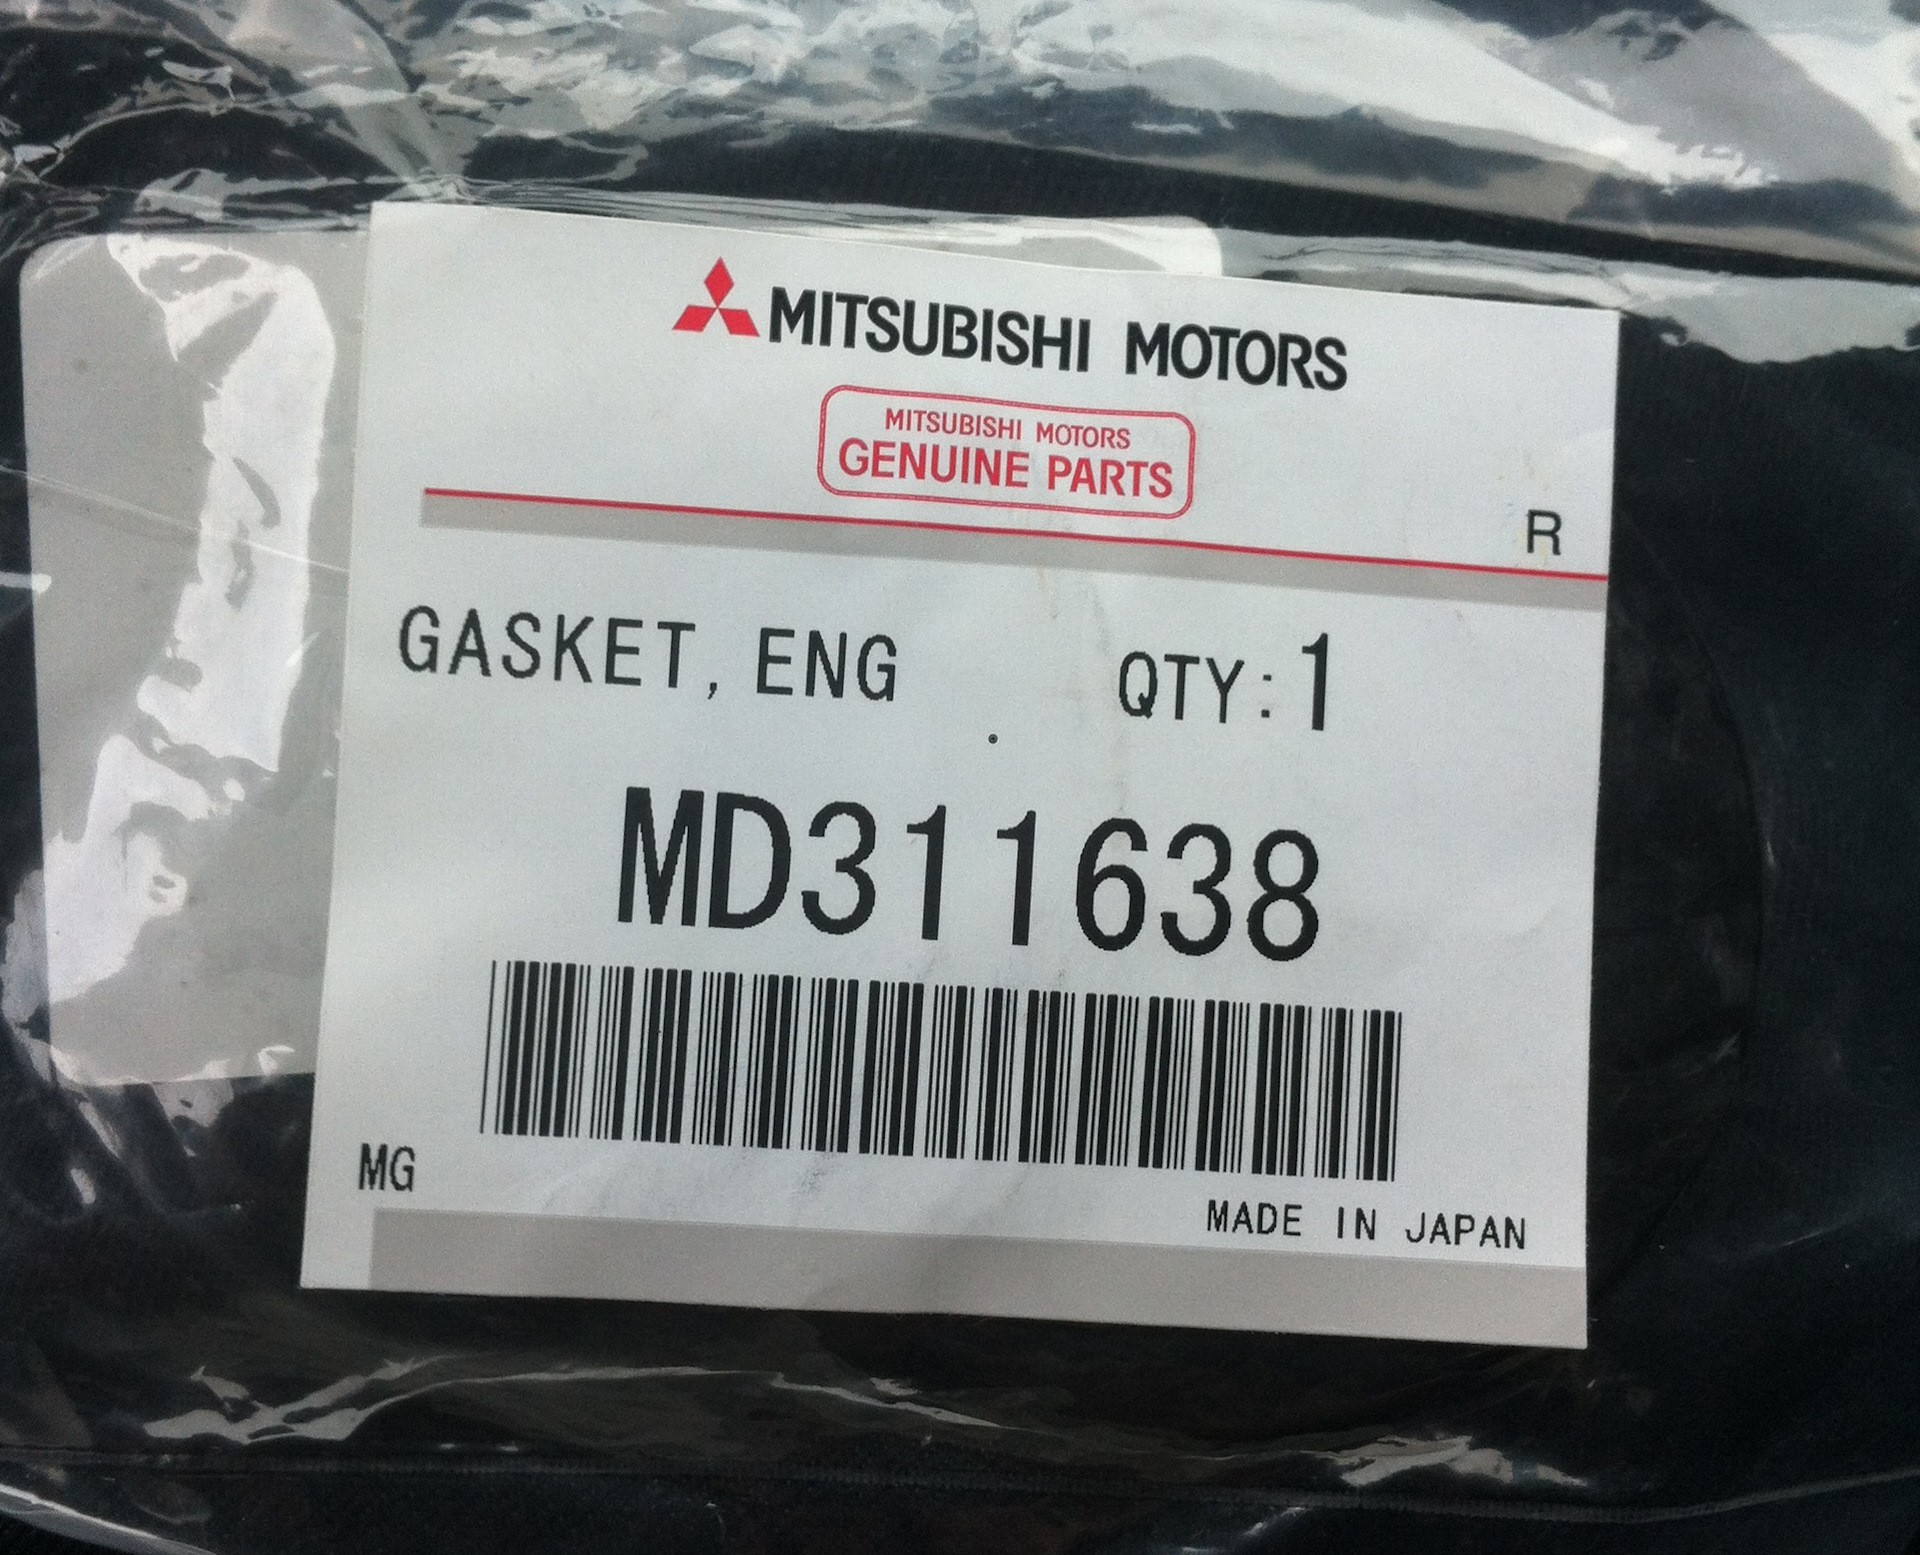 MITSUBISHI MOTORS
MITSUBISHI MOTORS
GENUINE PARTS
R
GASKET, ENG QTY:1
MD311638
MG
MADE IN JAPAN